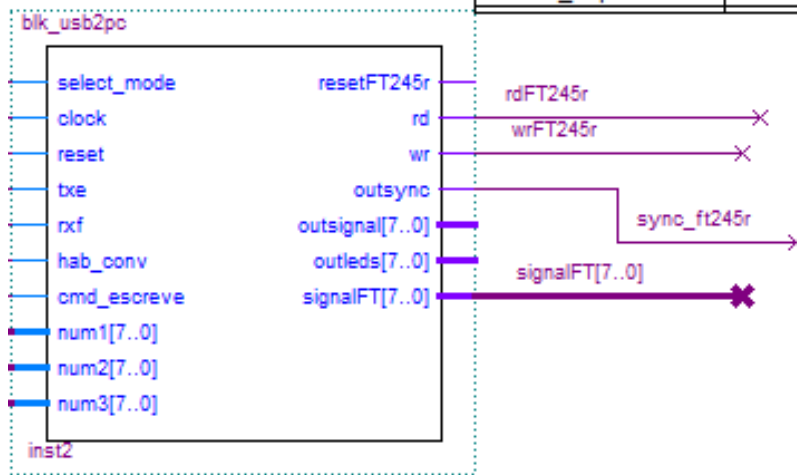 blk_usb2pc
select_mode resetFT245r
clock rd
reset wr
txe outsync
rxf outsignal[7..0]
hab_conv outleds[7..0]
cmd_escreve signalFT[7..0]
num1[7..0]
num2[7..0]
num3[7..0]
inst2
rdFT245r
wrFT245r
sync_ft245r
signalFT[7..0]